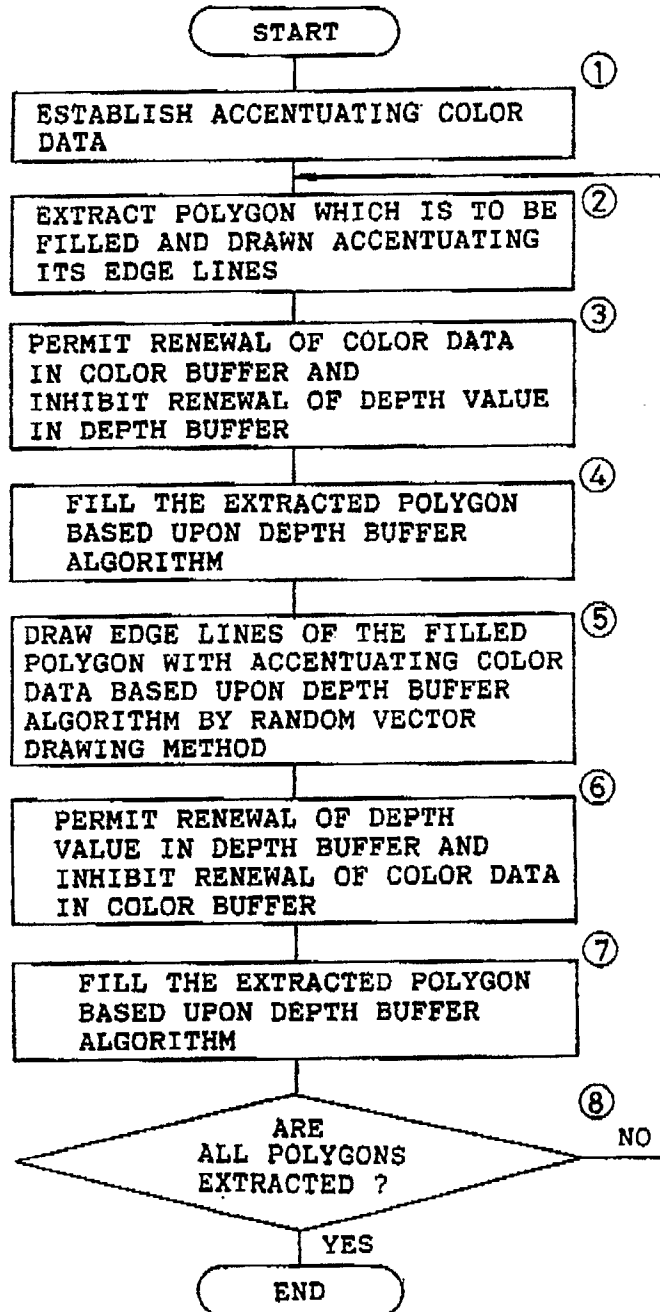 START
①
ESTABLISH ACCENTUATING COLOR
DATA
②
EXTRACT POLYGON WHICH IS TO BE
FILLED AND DRAWN ACCENTUATING
ITS EDGE LINES
③
PERMIT RENEWAL OF COLOR DATA
IN COLOR BUFFER AND
INHIBIT RENEWAL OF DEPTH VALUE
IN DEPTH BUFFER
④
FILL THE EXTRACTED POLYGON
BASED UPON DEPTH BUFFER
ALGORITHM
⑤
DRAW EDGE LINES OF THE FILLED
POLYGON WITH ACCENTUATING COLOR
DATA BASED UPON DEPTH BUFFER
ALGORITHM BY RANDOM VECTOR
DRAWING METHOD
⑥
PERMIT RENEWAL OF DEPTH
VALUE IN DEPTH BUFFER AND
INHIBIT RENEWAL OF COLOR DATA
IN COLOR BUFFER
⑦
FILL THE EXTRACTED POLYGON
BASED UPON DEPTH BUFFER
ALGORITHM
⑧
ARE
ALL POLYGONS
EXTRACTED ?
NO
YES
END